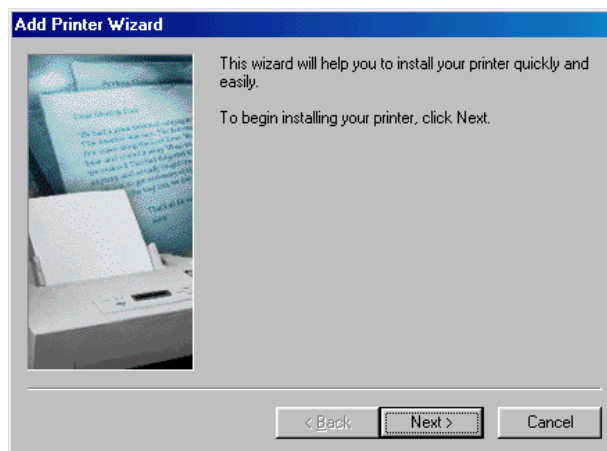 Add Printer Wizard
This wizard will help you to install your printer quickly and
easily.
To begin installing your printer, click Next.
< Back
Next >
Cancel